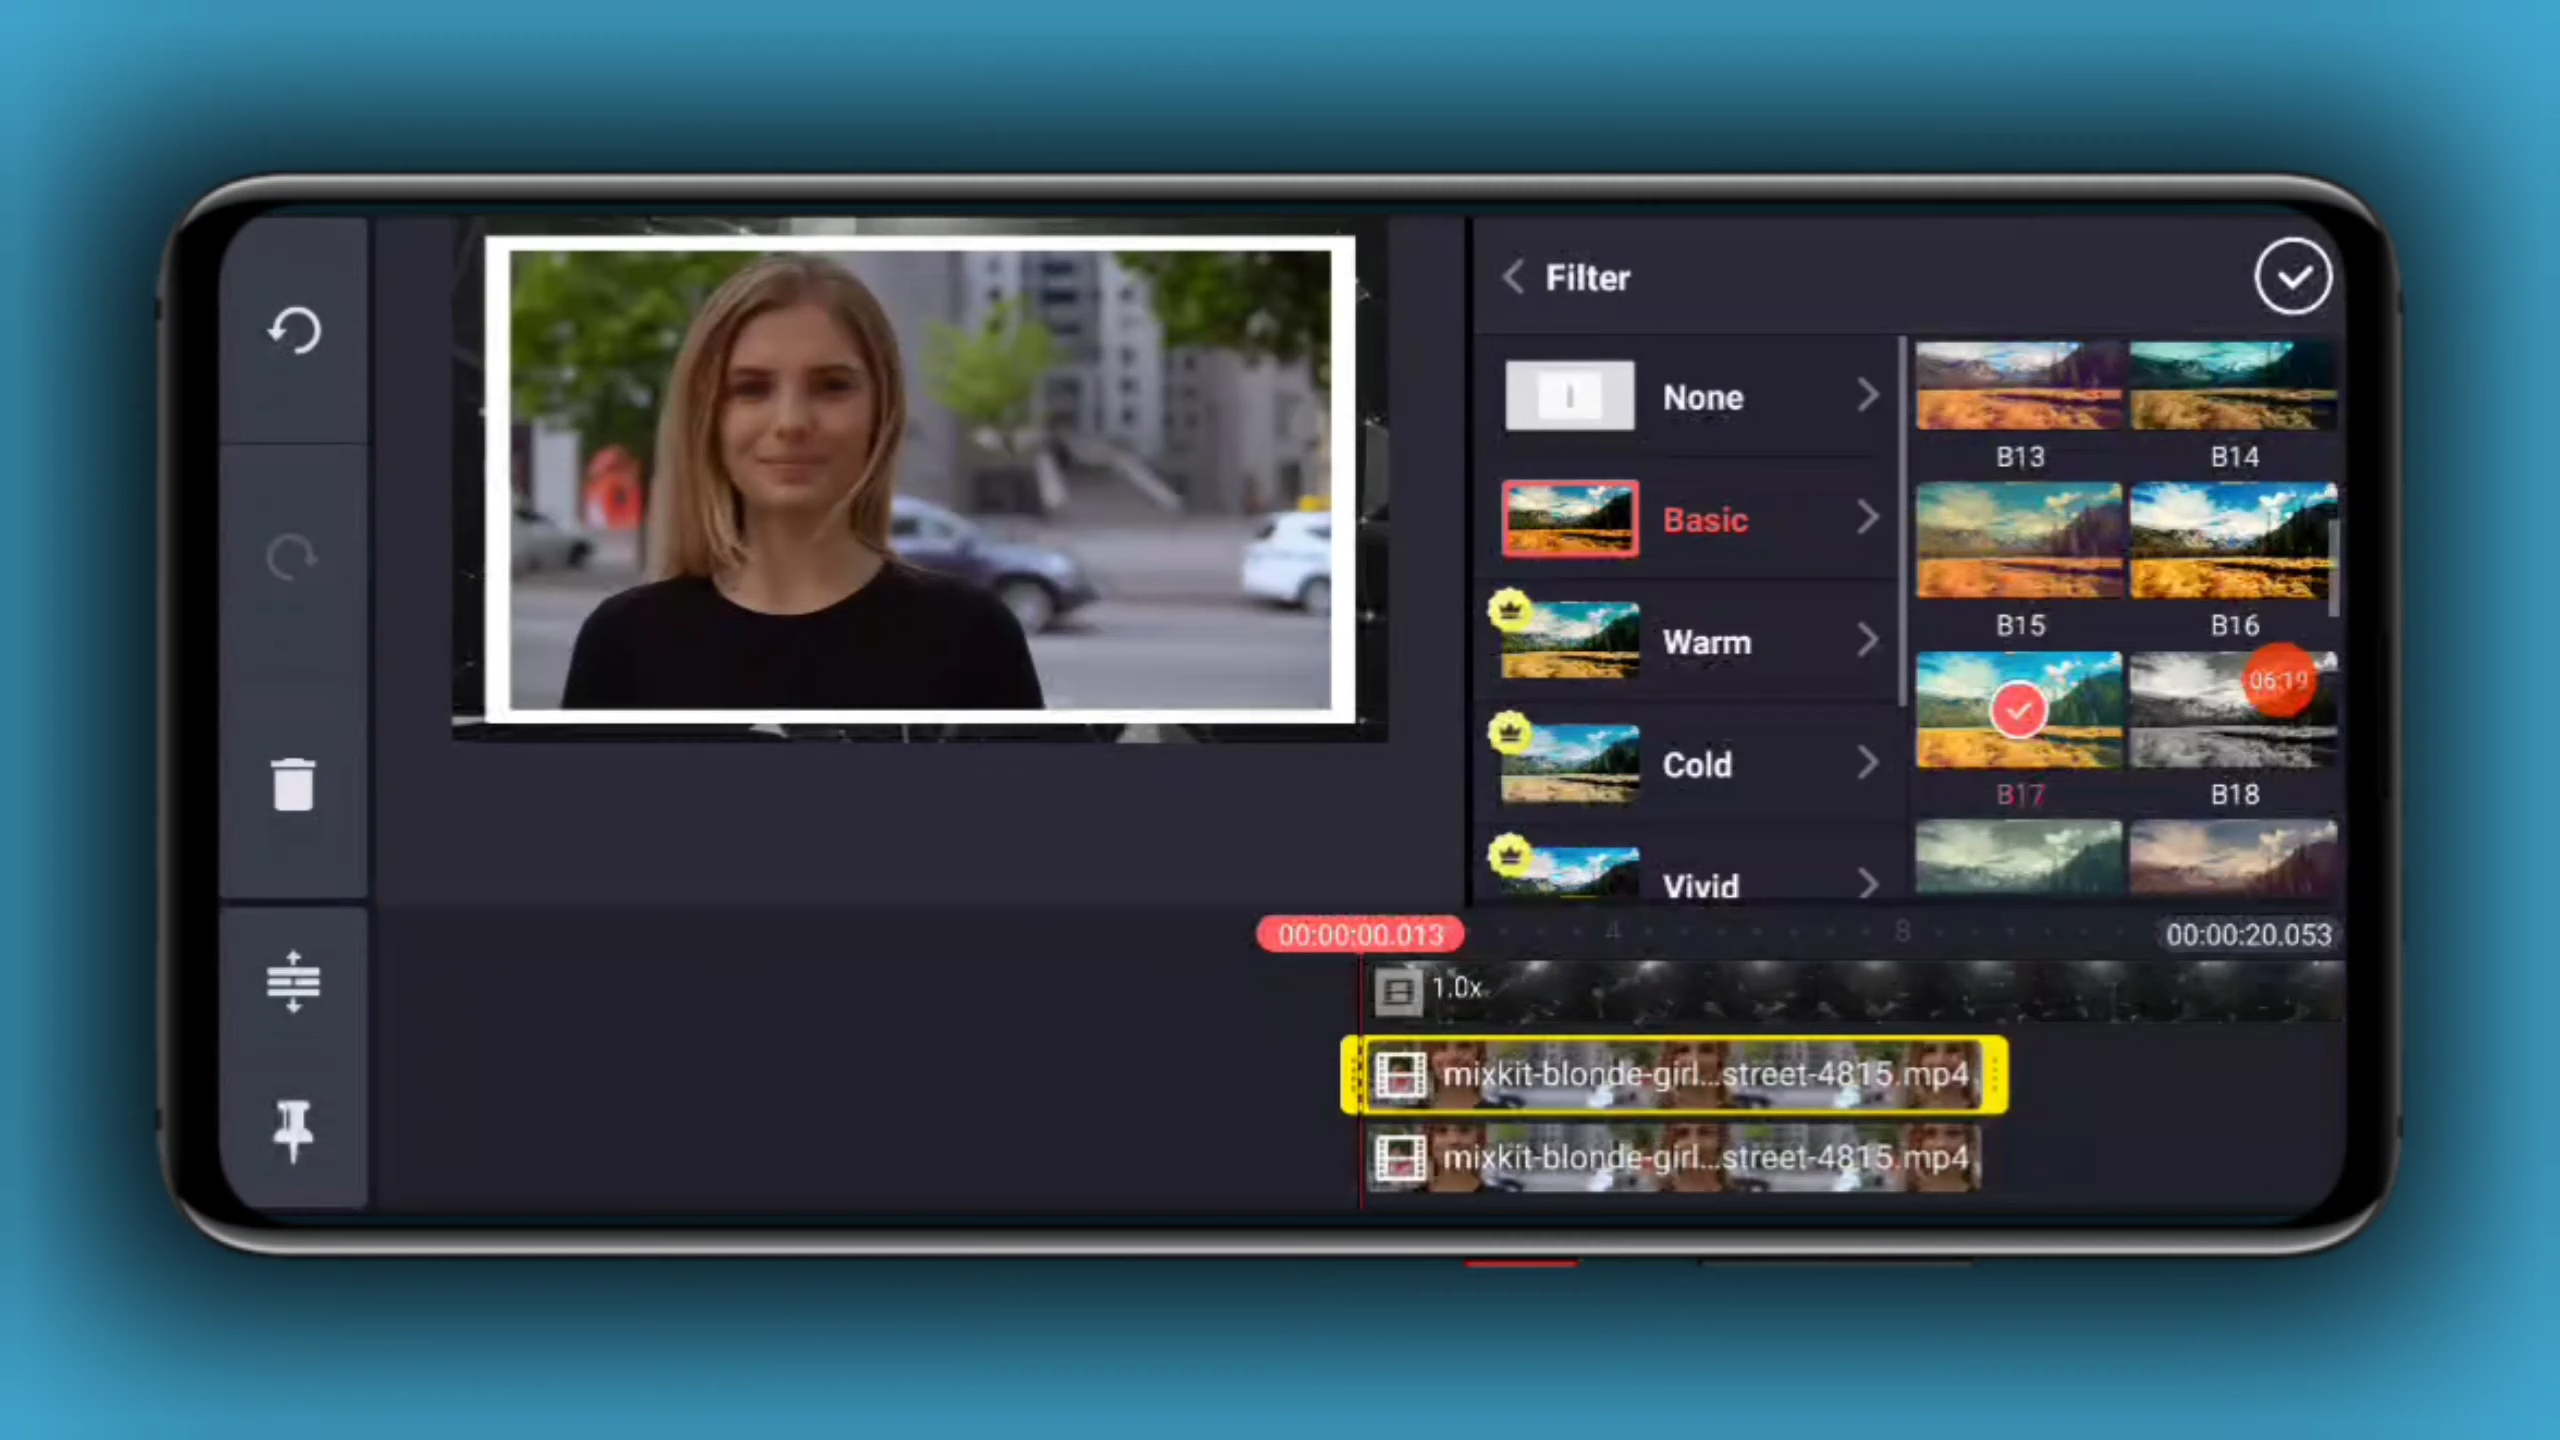 Filter
None
Basic
Warm
Cold
Vivid
B13
B14
B15
B16
06:19
B17
B18
00:00:00.013
4
8
00:00:20.053
1.0x
mixkit-blonde-girl...street-4815.mp4
mixkit-blonde-girl...street-4815.mp4